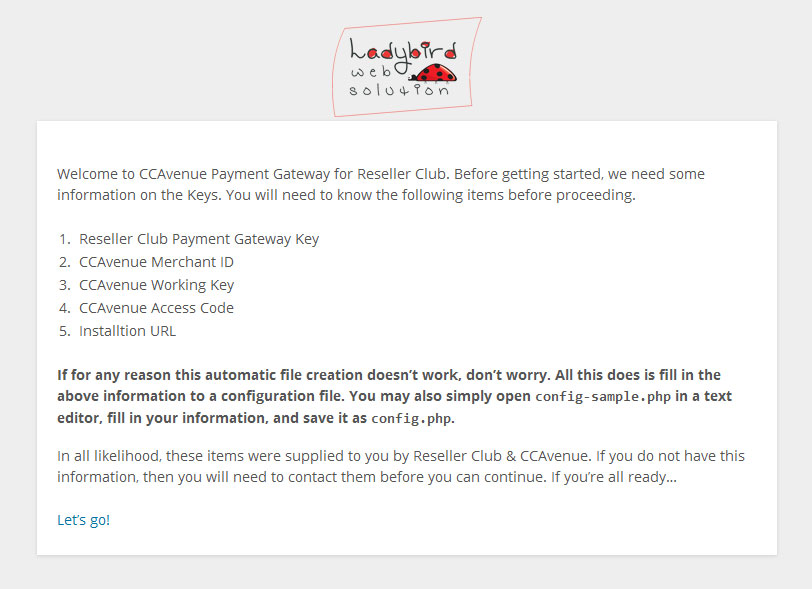 Ladybird
web
solution
Welcome to CCAvenue Payment Gateway for Reseller Club. Before getting started, we need some
information on the Keys. You will need to know the following items before proceeding.
1. Reseller Club Payment Gateway Key
2. CCAvenue Merchant ID
3. CCAvenue Working Key
4. CCAvenue Access Code
5. Installtion URL
If for any reason this automatic file creation doesn’t work, don’t worry. All this does is fill in the
above information to a configuration file. You may also simply open config-sample.php in a text
editor, fill in your information, and save it as config.php.
In all likelihood, these items were supplied to you by Reseller Club & CCAvenue. If you do not have this
information, then you will need to contact them before you can continue. If you’re all ready…
Let’s go!